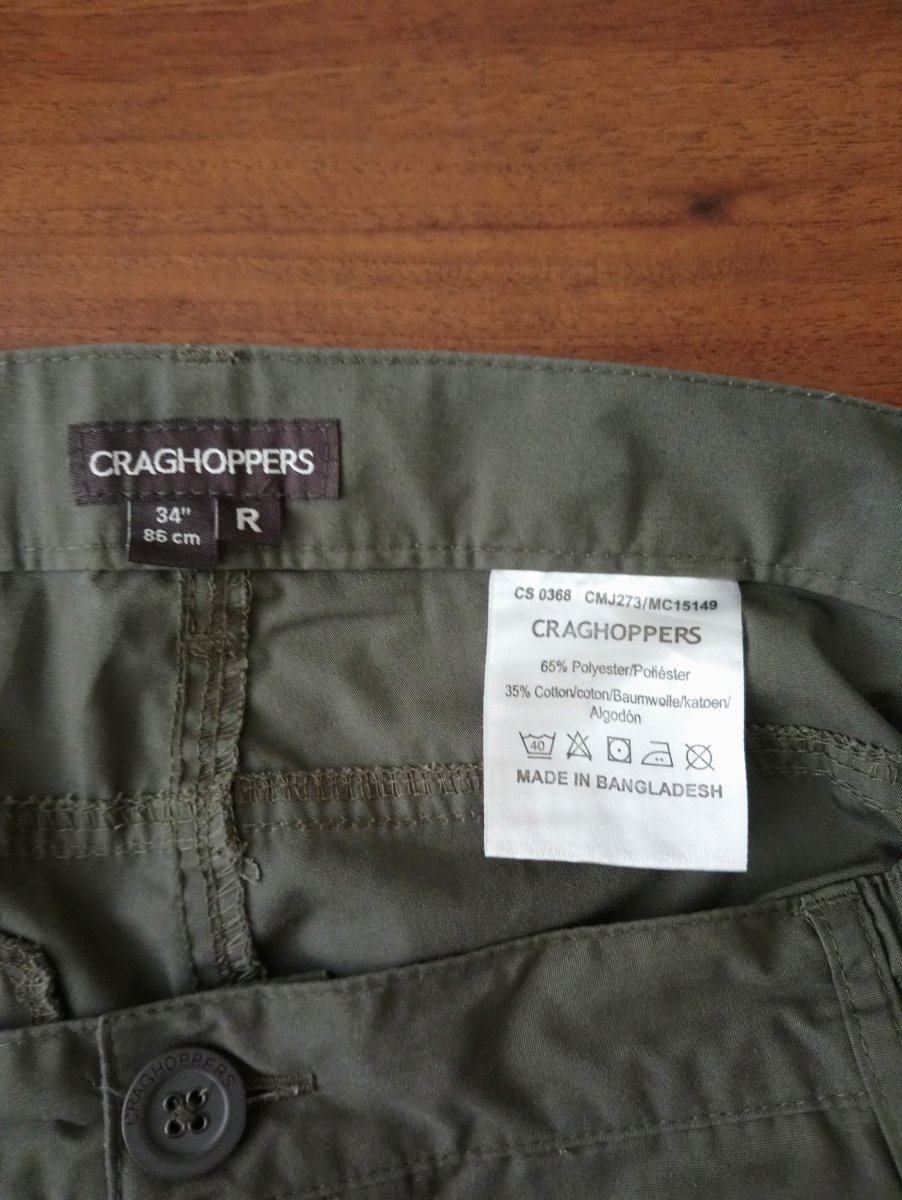 CRAGHOPPERS
34" R
86 cm
CS 0368 CMJ273/MC15149
CRAGHOPPERS
65% Polyester/Poliéster
35% Cotton/coton/Baumwolle/katoen/
Algodón
40
MADE IN BANGLADESH
CRAGHOPPERS